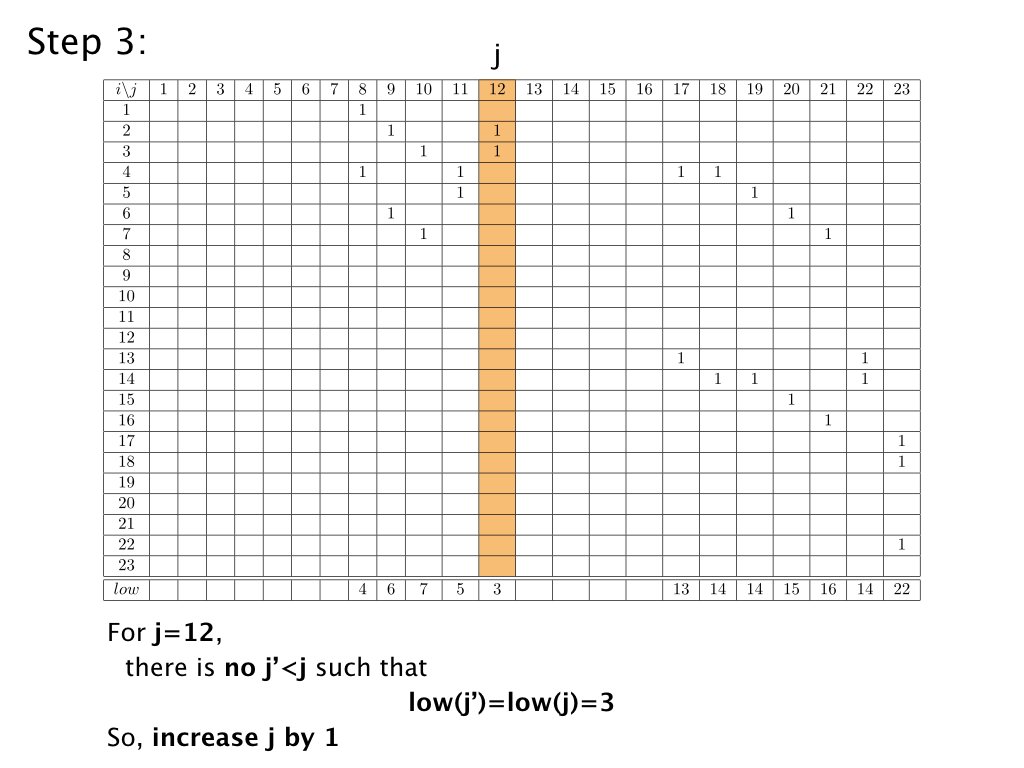 Step 3:
j
i\j 1 2 3 4 5 6 7 8 9 10 11 12 13 14 15 16 17 18 19 20 21 22 23
1 1
2 1 1
3 1 1
4 1 1 1 1
5 1 1
6 1 1
7 1 1
8
9
10
11
12
13 1 1
14 1 1 1
15 1
16 1
17 1
18 1
19
20
21
22 1
23
low 4 6 7 5 3 13 14 14 15 16 14 22
For j=12,
there is no j’<j such that
low(j’)=low(j)=3
So, increase j by 1